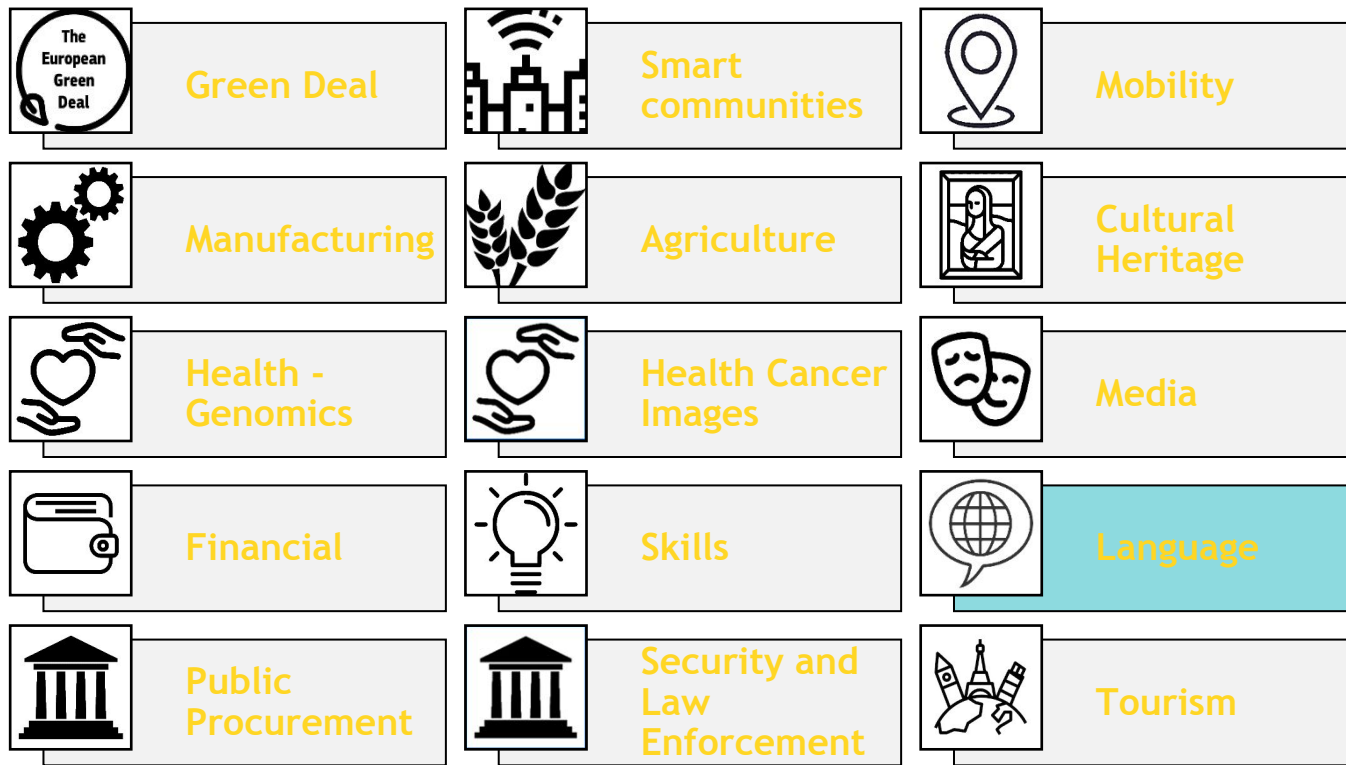 The
European
Green
Deal
Green Deal
Smart
communities
Mobility
Manufacturing
Agriculture
Cultural
Heritage
Health -
Genomics
Health Cancer
Images
Media
Financial
Skills
Language
Public
Procurement
Security and
Law
Enforcement
Tourism